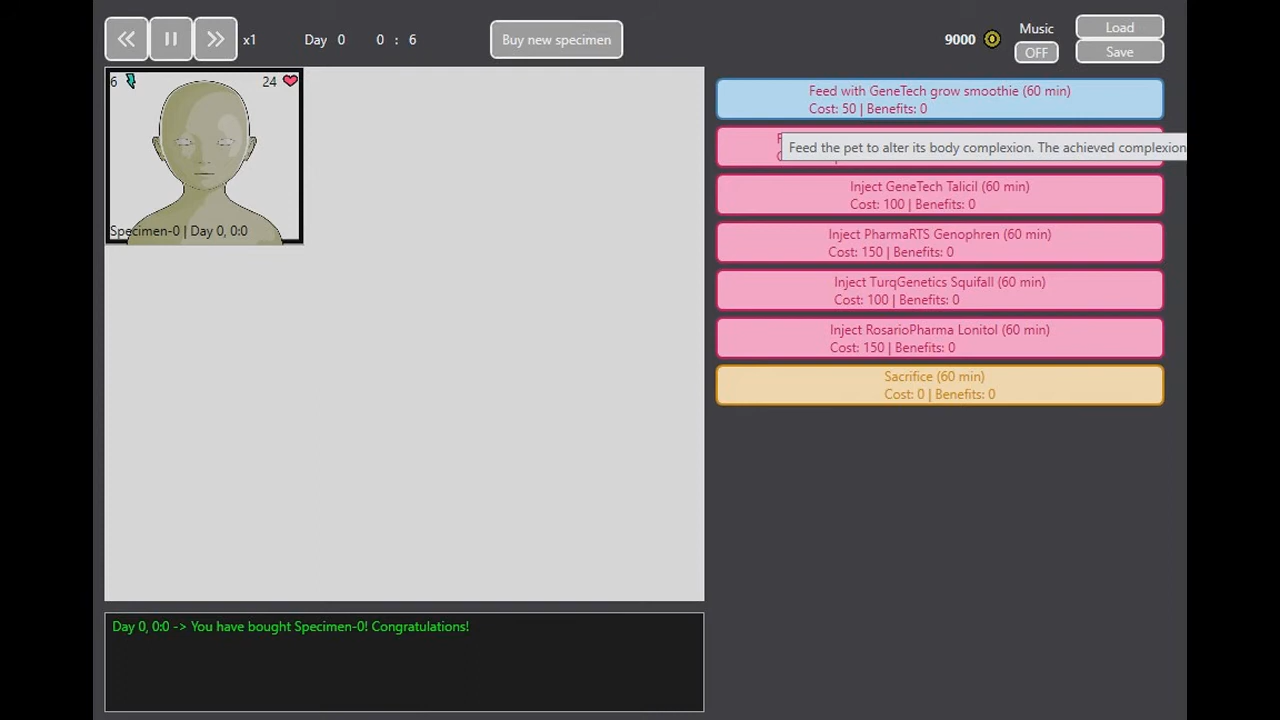 x1
Day 0 0 : 6
Buy new specimen
9000
Music
OFF
Load
Save
6
24
Specimen-0 | Day 0, 0:0
Feed with GeneTech grow smoothie (60 min)
Cost: 50 | Benefits: 0
Feed the pet to alter its body complexion. The achieved complexion
Inject GeneTech Talicil (60 min)
Cost: 100 | Benefits: 0
Inject PharmaRTS Genophren (60 min)
Cost: 150 | Benefits: 0
Inject TurqGenetics Squifall (60 min)
Cost: 100 | Benefits: 0
Inject RosarioPharma Lonitol (60 min)
Cost: 150 | Benefits: 0
Sacrifice (60 min)
Cost: 0 | Benefits: 0
Day 0, 0:0 -> You have bought Specimen-0! Congratulations!